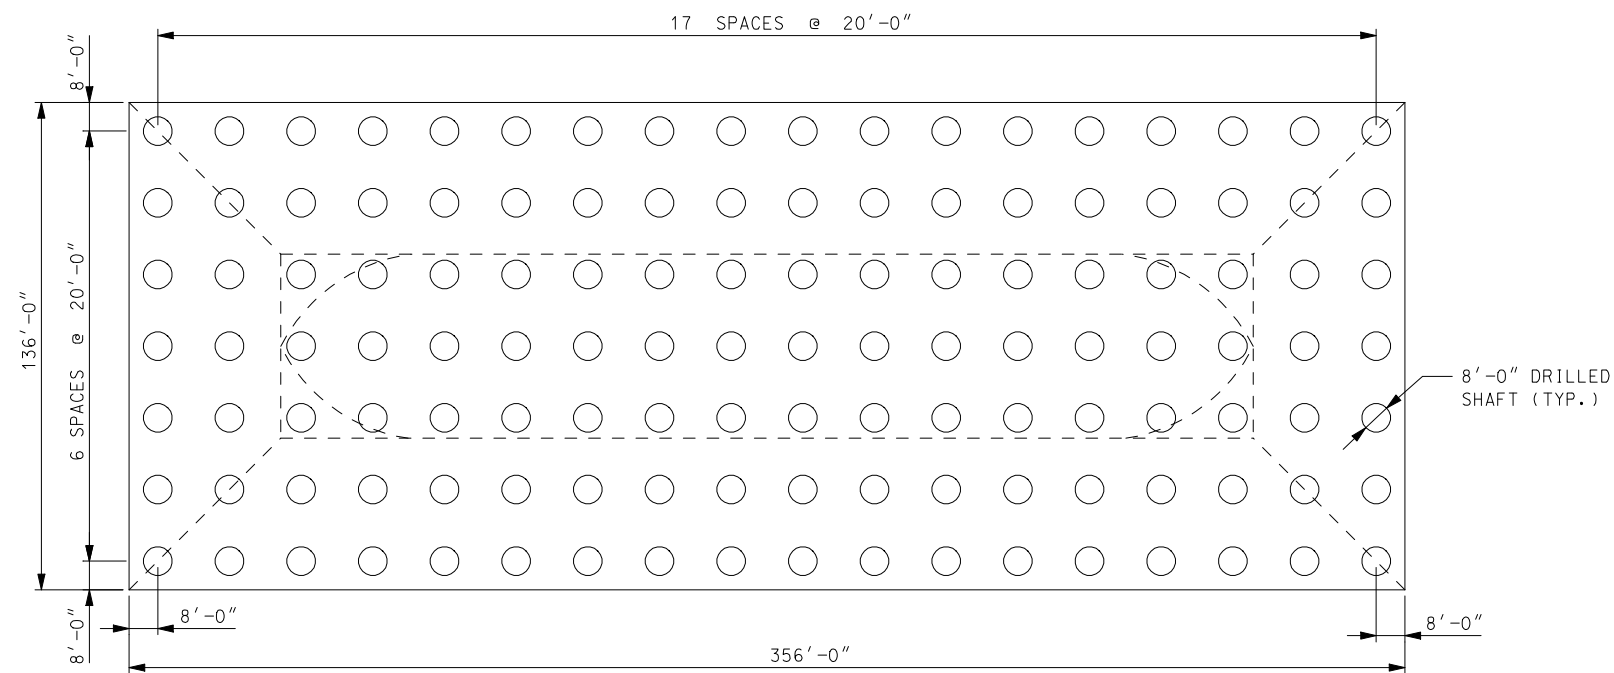 17 SPACES @ 20'-0"
8'-0"
136'-0"
6 SPACES @ 20'-0"
8'-0" DRILLED
SHAFT (TYP.)
8'-0"
8'-0"
8'-0"
356'-0"